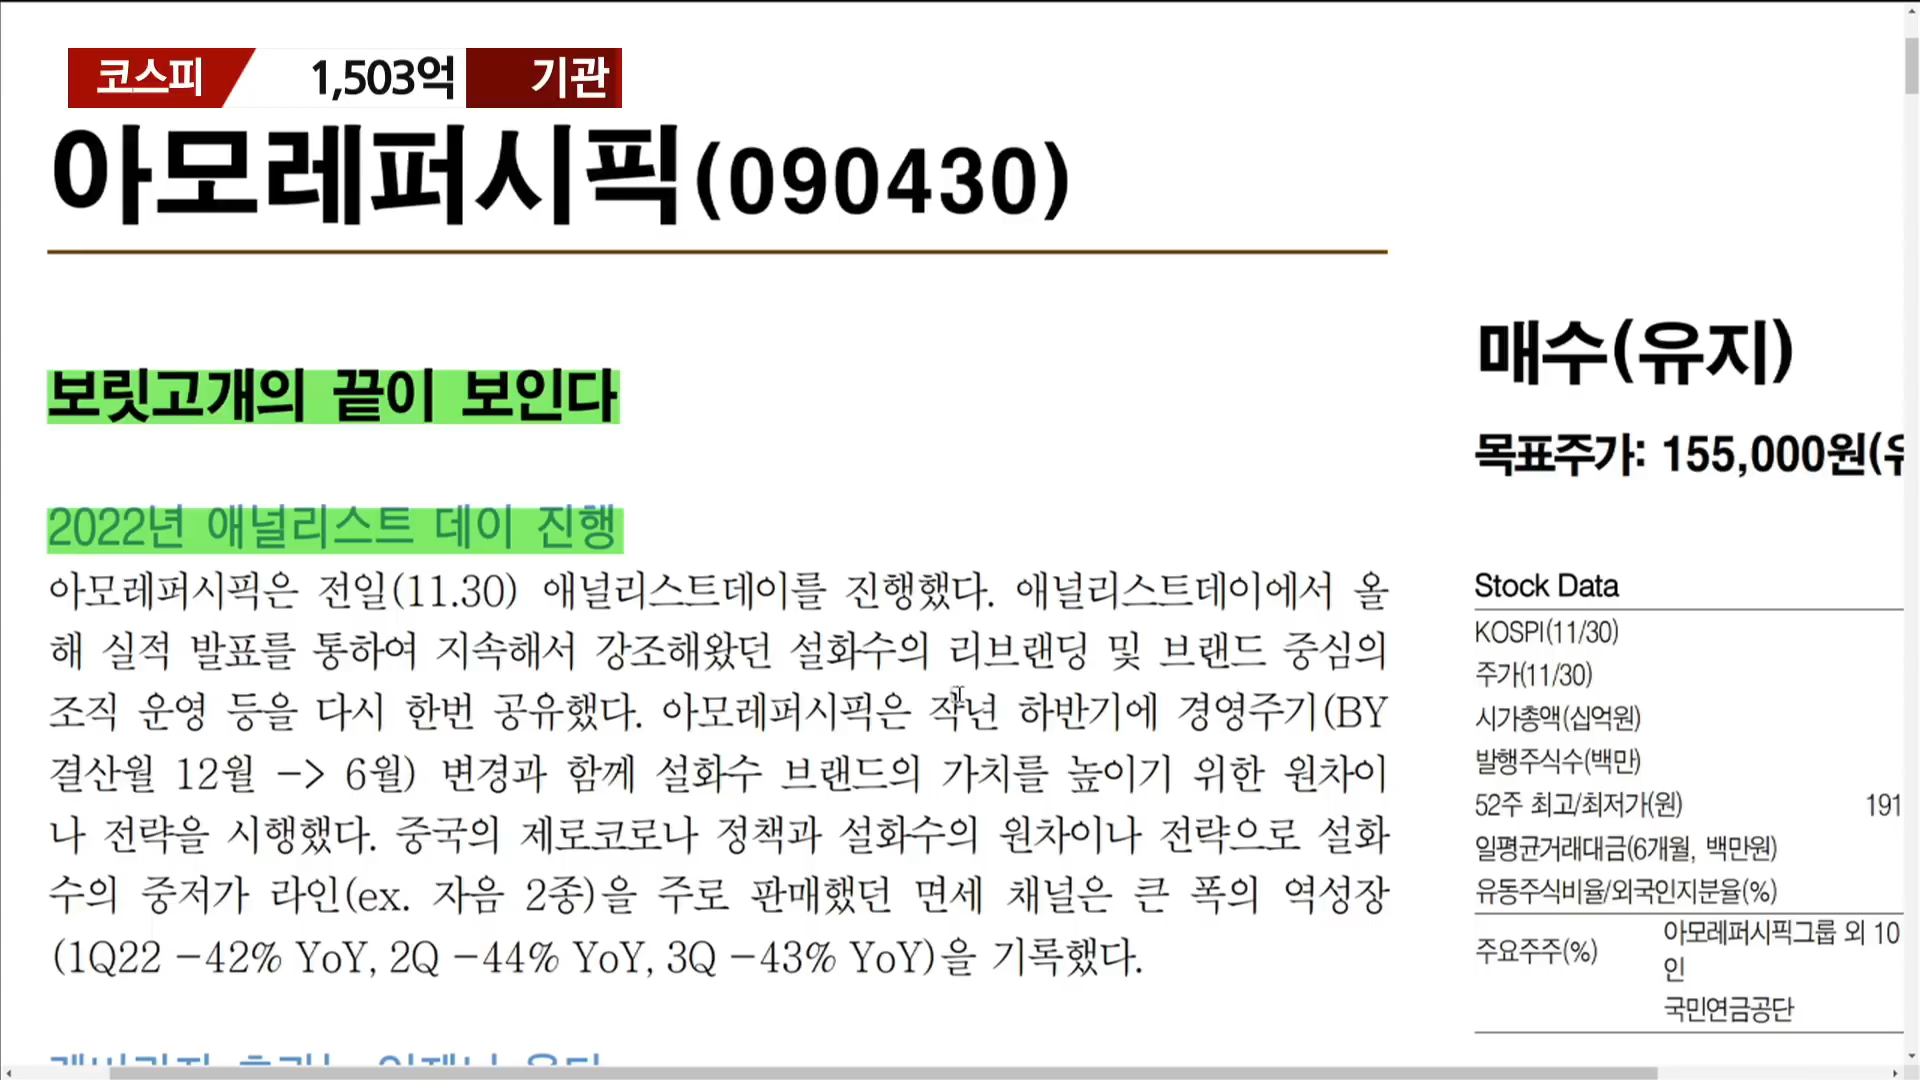 코스피 1,503억 기관
아모레퍼시픽(090430)
보릿고개의 끝이 보인다
2022년 애널리스트 데이 진행
아모레퍼시픽은 전일(11.30) 애널리스트데이를 진행했다. 애널리스트데이에서 올
해 실적 발표를 통하여 지속해서 강조해왔던 설화수의 리브랜딩 및 브랜드 중심의
조직 운영 등을 다시 한번 공유했다. 아모레퍼시픽은 작년 하반기에 경영주기(BY
결산월 12월 -> 6월) 변경과 함께 설화수 브랜드의 가치를 높이기 위한 원차이
나 전략을 시행했다. 중국의 제로코로나 정책과 설화수의 원차이나 전략으로 설화
수의 중저가 라인(ex. 자음 2종)을 주로 판매했던 면세 채널은 큰 폭의 역성장
(1Q22 -42% YoY, 2Q -44% YoY, 3Q -43% YoY)을 기록했다.
매수(유지)
목표주가: 155,000원(유
Stock Data
KOSPI(11/30)
주가(11/30)
시가총액(십억원)
발행주식수(백만)
52주 최고/최저가(원) 191
일평균거래대금(6개월, 백만원)
유동주식비율/외국인지분율(%)
주요주주(%) 아모레퍼시픽그룹 외 10
인
국민연금공단